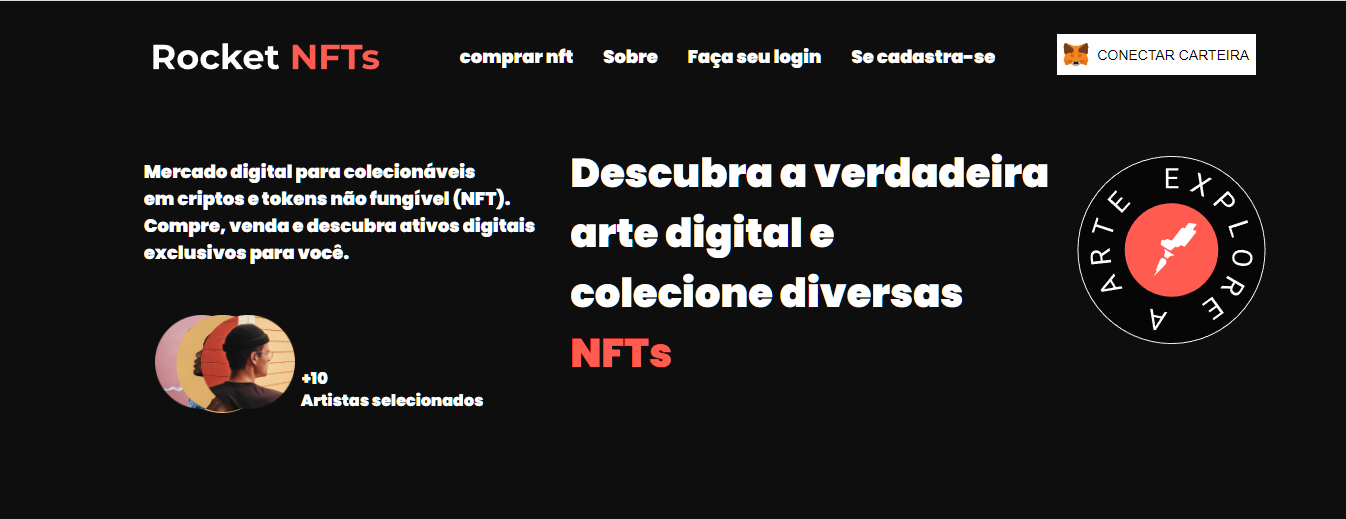 Rocket NFTs
comprar nft
Sobre
Faça seu login
Se cadastra-se
CONECTAR CARTEIRA
Mercado digital para colecionáveis
em criptos e tokens não fungível (NFT).
Compre, venda e descubra ativos digitais
exclusivos para você.
+10
Artistas selecionados
Descubra a verdadeira
arte digital e
colecione diversas
NFTs
EXPLORE A ARTE